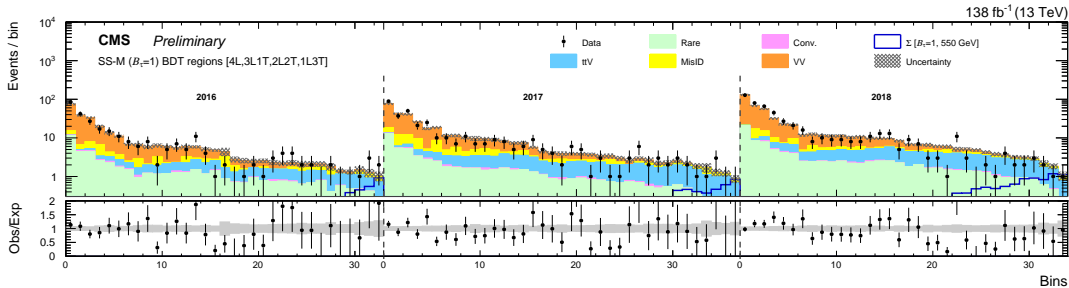 138 fb⁻¹ (13 TeV)
Events / bin
10⁴
10³
10²
10
1
CMS Preliminary
SS-M (𝓑τ=1) BDT regions [4L,3L1T,2L2T,1L3T]
Data
Rare
Conv.
Σ [𝓑τ=1, 550 GeV]
ttV
MisID
VV
Uncertainty
2016
2017
2018
Obs/Exp
2
1.5
1
0.5
0
0 10 20 30 0 10 20 30 0 10 20 30
Bins